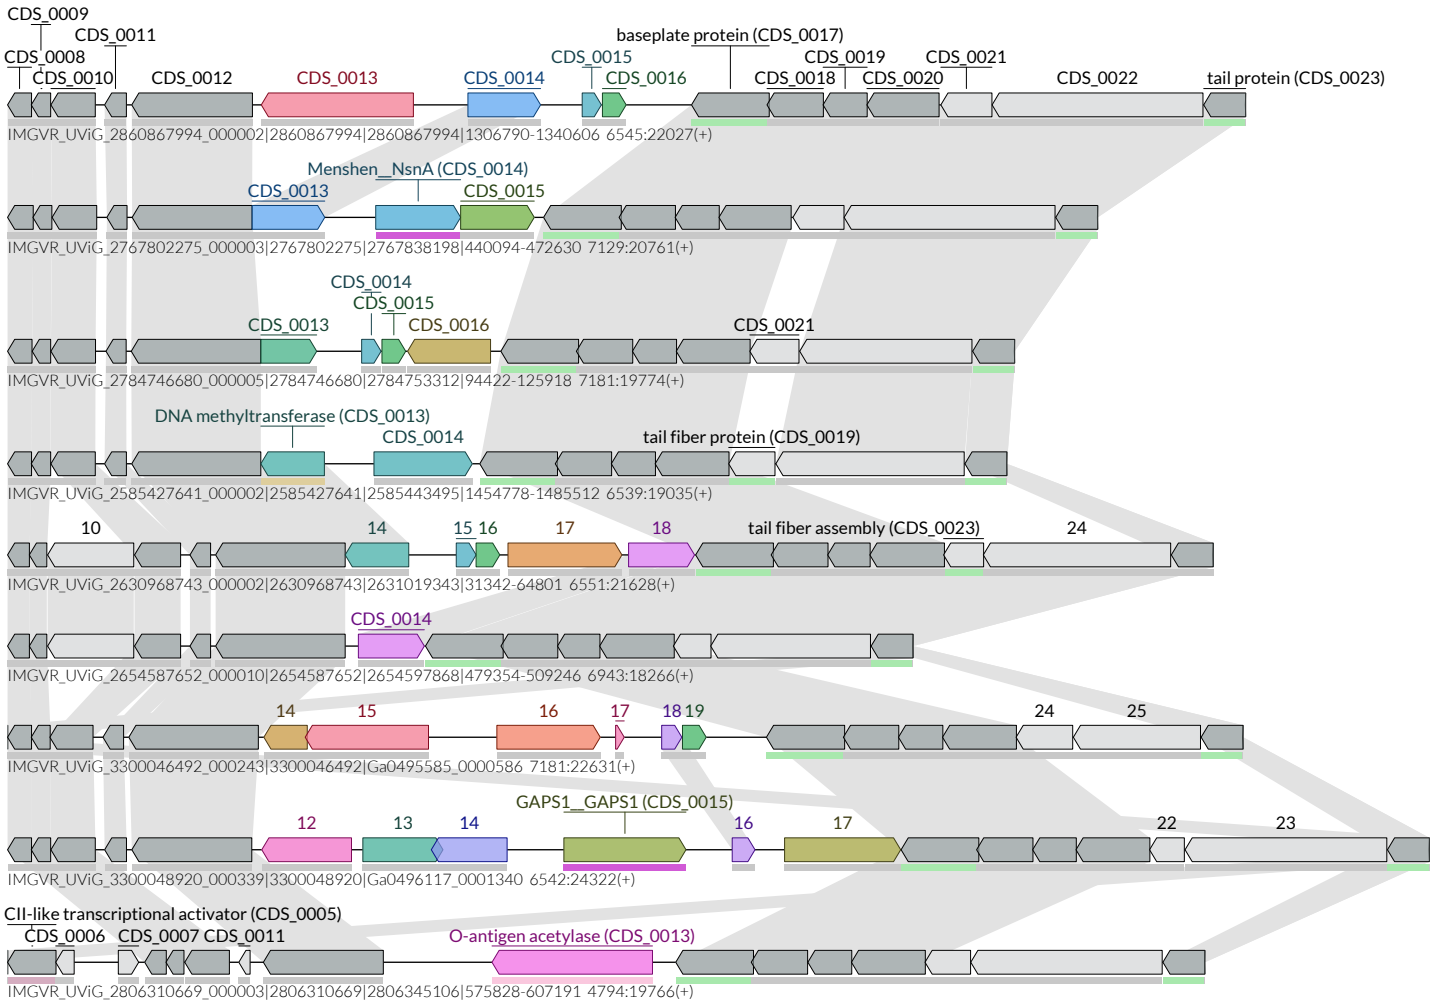 CDS_0009
CDS_0011
baseplate protein (CDS_0017)
CDS_0008
CDS_0015
CDS_0019
CDS_0021
CDS_0010
CDS_0012
CDS_0013
CDS_0014
CDS_0016
CDS_0018
CDS_0020
CDS_0022
tail protein (CDS_0023)
IMGVR_UViG_2860867994_000002|2860867994|2860867994|1306790-1340606 6545:22027(+)
Menshen__NsnA (CDS_0014)
CDS_0013
CDS_0015
IMGVR_UViG_2767802275_000003|2767802275|2767838198|440094-472630 7129:20761(+)
CDS_0014
CDS_0015
CDS_0013
CDS_0016
CDS_0021
IMGVR_UViG_2784746680_000005|2784746680|2784753312|94422-125918 7181:19774(+)
DNA methyltransferase (CDS_0013)
CDS_0014
tail fiber protein (CDS_0019)
IMGVR_UViG_2585427641_000002|2585427641|2585443495|1454778-1485512 6539:19035(+)
10 14 15 16 17 18 tail fiber assembly (CDS_0023) 24
IMGVR_UViG_2630968743_000002|2630968743|2631019343|31342-64801 6551:21628(+)
CDS_0014
IMGVR_UViG_2654587652_000010|2654587652|2654597868|479354-509246 6943:18266(+)
14 15 16 17 18 19 24 25
IMGVR_UViG_3300046492_000243|3300046492|Ga0495585_0000586 7181:22631(+)
GAPS1__GAPS1 (CDS_0015)
12 13 14 16 17 22 23
IMGVR_UViG_3300048920_000339|3300048920|Ga0496117_0001340 6542:24322(+)
CII-like transcriptional activator (CDS_0005)
CDS_0006 CDS_0007 CDS_0011 O-antigen acetylase (CDS_0013)
IMGVR_UViG_2806310669_000003|2806310669|2806345106|575828-607191 4794:19766(+)